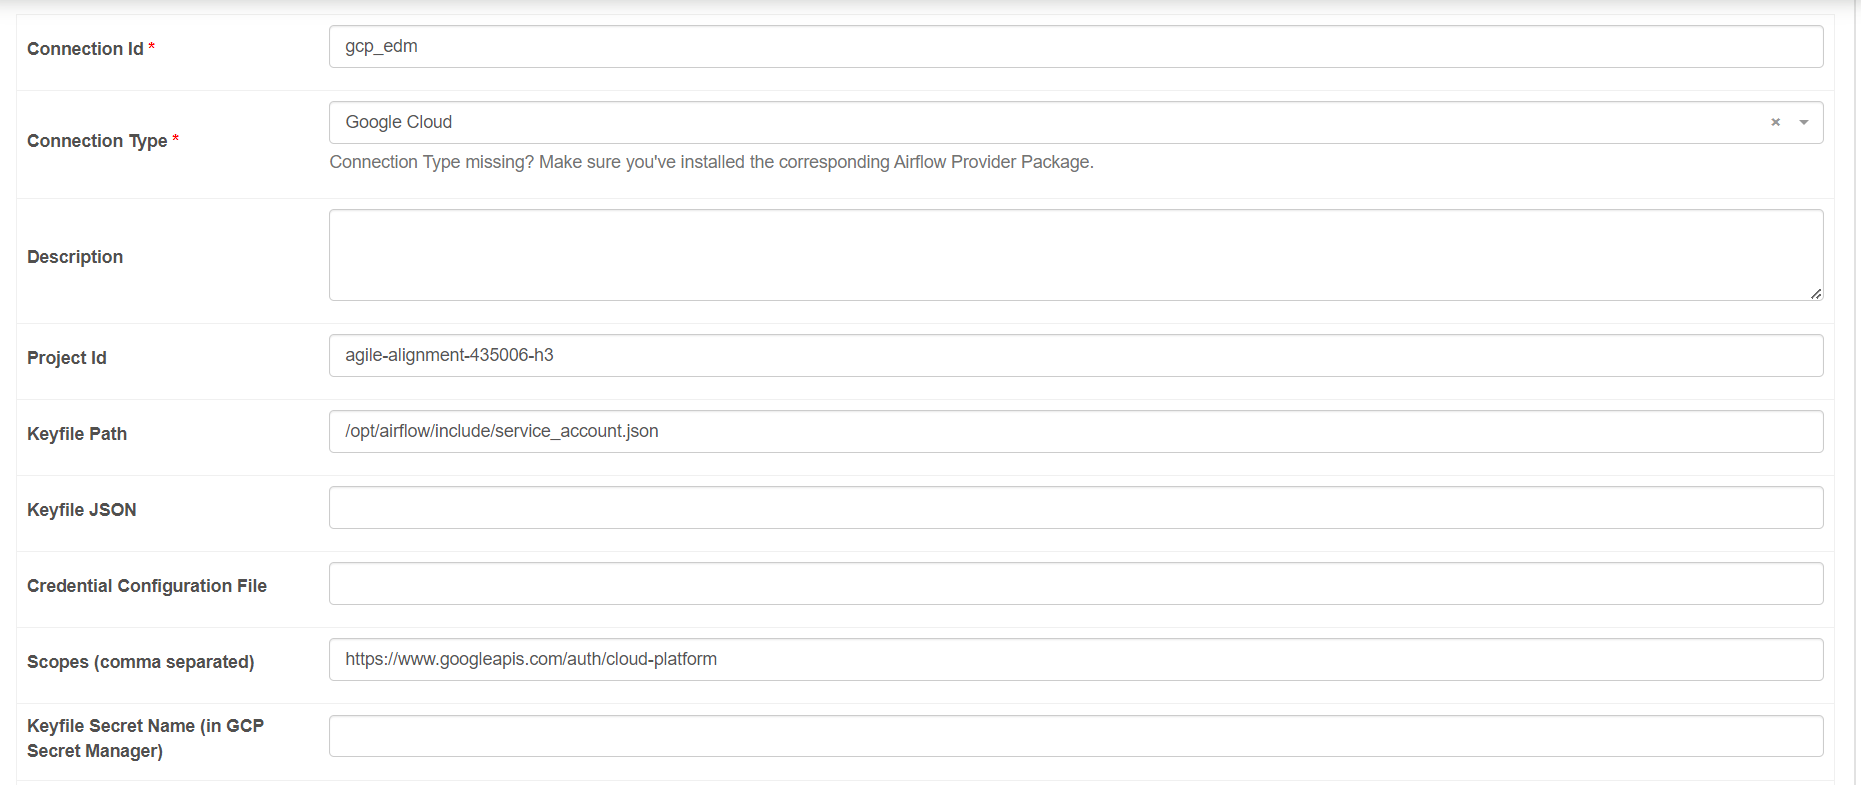 Connection Id *
gcp_edm
Connection Type *
Google Cloud
× 
Connection Type missing? Make sure you've installed the corresponding Airflow Provider Package.
Description
Project Id
agile-alignment-435006-h3
Keyfile Path
/opt/airflow/include/service_account.json
Keyfile JSON
Credential Configuration File
Scopes (comma separated)
https://www.googleapis.com/auth/cloud-platform
Keyfile Secret Name (in GCP
Secret Manager)